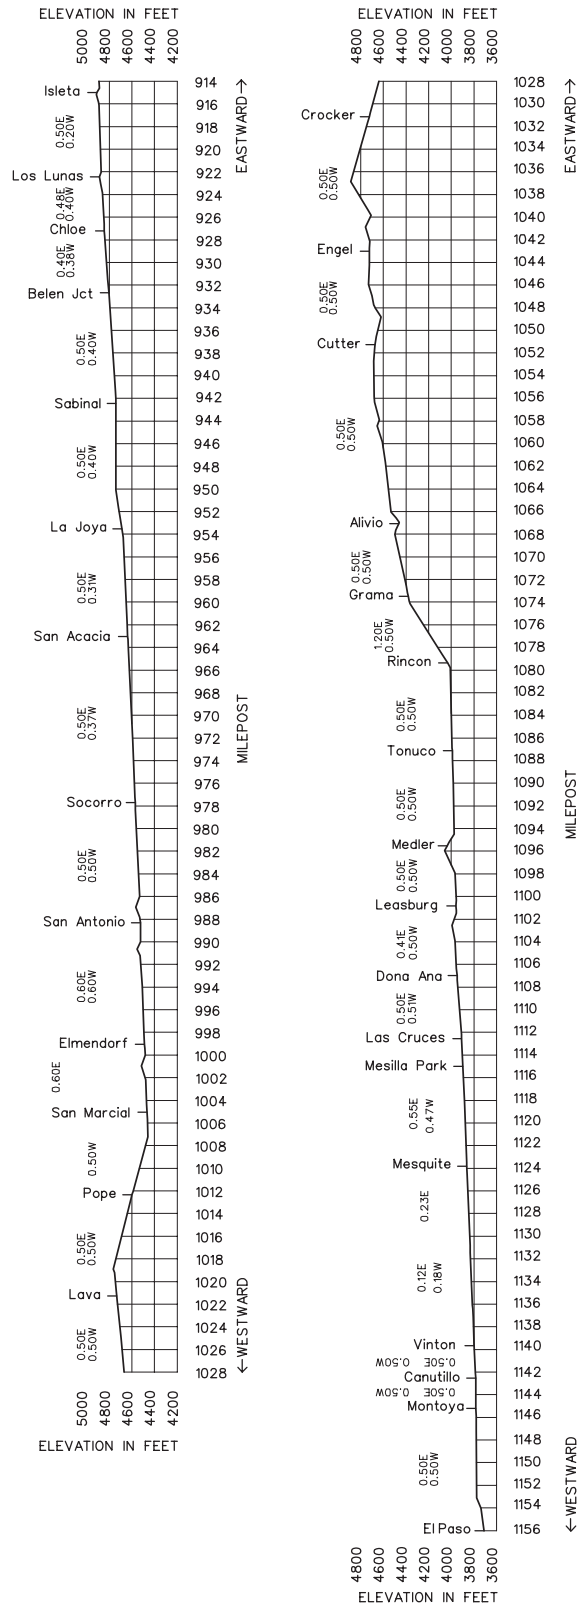 ELEVATION IN FEET
5000 4800 4600 4400 4200
914
916
918
920
922
924
926
928
930
932
934
936
938
940
942
944
946
948
950
952
954
956
958
960
962
964
966
968
970
972
974
976
978
980
982
984
986
988
990
992
994
996
998
1000
1002
1004
1006
1008
1010
1012
1014
1016
1018
1020
1022
1024
1026
1028
Isleta
0.50E
0.20W
Los Lunas
0.48E
0.40W
Chloe
0.40E
0.38W
Belen Jct
0.50E
0.40W
Sabinal
0.50E
0.40W
La Joya
0.50E
0.31W
San Acacia
0.50E
0.37W
Socorro
0.50E
0.50W
San Antonio
0.60E
0.60W
Elmendorf
0.60E
San Marcial
0.50W
Pope
0.50E
0.50W
Lava
0.50E
0.50W
EASTWARD→
MILEPOST
←WESTWARD
5000 4800 4600 4400 4200
ELEVATION IN FEET
ELEVATION IN FEET
4800 4600 4400 4200 4000 3800 3600
1028
1030
1032
1034
1036
1038
1040
1042
1044
1046
1048
1050
1052
1054
1056
1058
1060
1062
1064
1066
1068
1070
1072
1074
1076
1078
1080
1082
1084
1086
1088
1090
1092
1094
1096
1098
1100
1102
1104
1106
1108
1110
1112
1114
1116
1118
1120
1122
1124
1126
1128
1130
1132
1134
1136
1138
1140
1142
1144
1146
1148
1150
1152
1154
1156
Crocker
0.50E
0.50W
Engel
0.50E
0.50W
Cutter
0.50E
0.50W
Alivio
0.50E
0.50W
Grama
1.20E
0.50W
Rincon
0.50E
0.50W
Tonuco
0.50E
0.50W
Medler
0.50E
0.50W
Leasburg
0.41E
0.50W
Dona Ana
0.50E
0.51W
Las Cruces
Mesilla Park
0.55E
0.47W
Mesquite
0.23E
0.12E
0.18W
Vinton
0.50W 0.50E
Canutillo
0.50W 0.50E
Montoya
0.50E
0.50W
El Paso
EASTWARD→
MILEPOST
←WESTWARD
4800 4600 4400 4200 4000 3800 3600
ELEVATION IN FEET